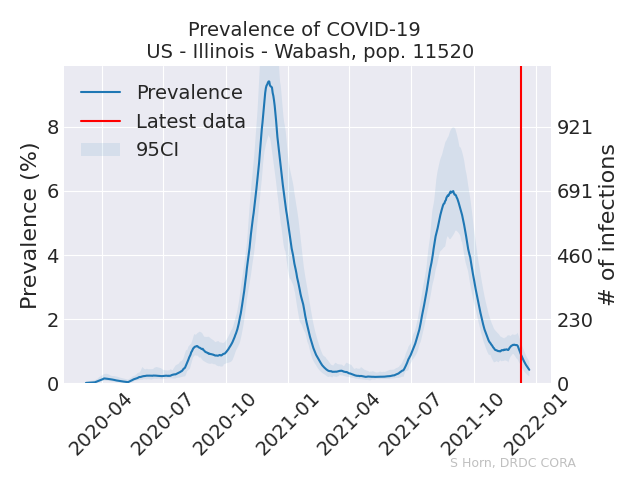 Prevalence of COVID-19
US - Illinois - Wabash, pop. 11520
Prevalence
Latest data
95CI
Prevalence (%)
8
6
4
2
0
921
691
460
230
0
# of infections
2020-04
2020-07
2020-10
2021-01
2021-04
2021-07
2021-10
2022-01
S Horn, DRDC CORA